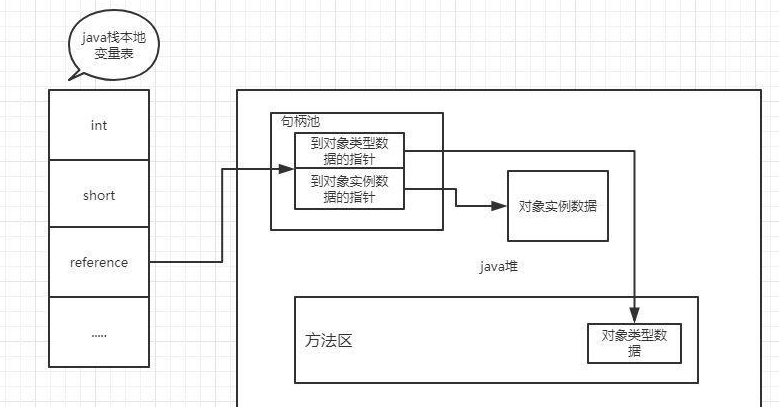 java栈本地
变量表
int
short
reference
.....
句柄池
到对象类型数
据的指针
到对象实例数
据的指针
对象实例数据
java堆
方法区
对象类型数
据